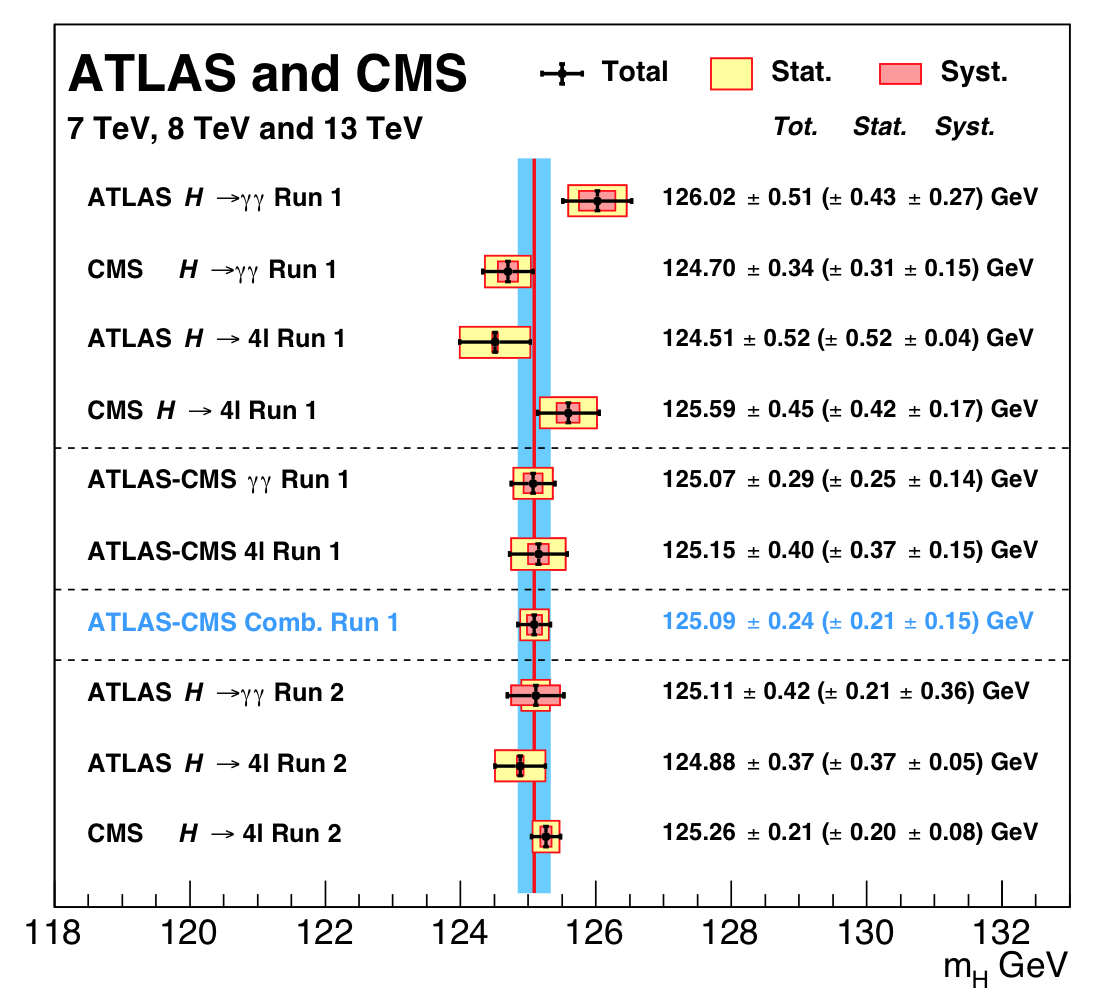 ATLAS and CMS
Total Stat. Syst.
7 TeV, 8 TeV and 13 TeV
Tot. Stat. Syst.
ATLAS H →γγ Run 1 126.02 ± 0.51 (± 0.43 ± 0.27) GeV
CMS H →γγ Run 1 124.70 ± 0.34 (± 0.31 ± 0.15) GeV
ATLAS H → 4l Run 1 124.51 ± 0.52 (± 0.52 ± 0.04) GeV
CMS H → 4l Run 1 125.59 ± 0.45 (± 0.42 ± 0.17) GeV
ATLAS-CMS γγ Run 1 125.07 ± 0.29 (± 0.25 ± 0.14) GeV
ATLAS-CMS 4l Run 1 125.15 ± 0.40 (± 0.37 ± 0.15) GeV
ATLAS-CMS Comb. Run 1 125.09 ± 0.24 (± 0.21 ± 0.15) GeV
ATLAS H →γγ Run 2 125.11 ± 0.42 (± 0.21 ± 0.36) GeV
ATLAS H → 4l Run 2 124.88 ± 0.37 (± 0.37 ± 0.05) GeV
CMS H → 4l Run 2 125.26 ± 0.21 (± 0.20 ± 0.08) GeV
118 120 122 124 126 128 130 132
m_H GeV